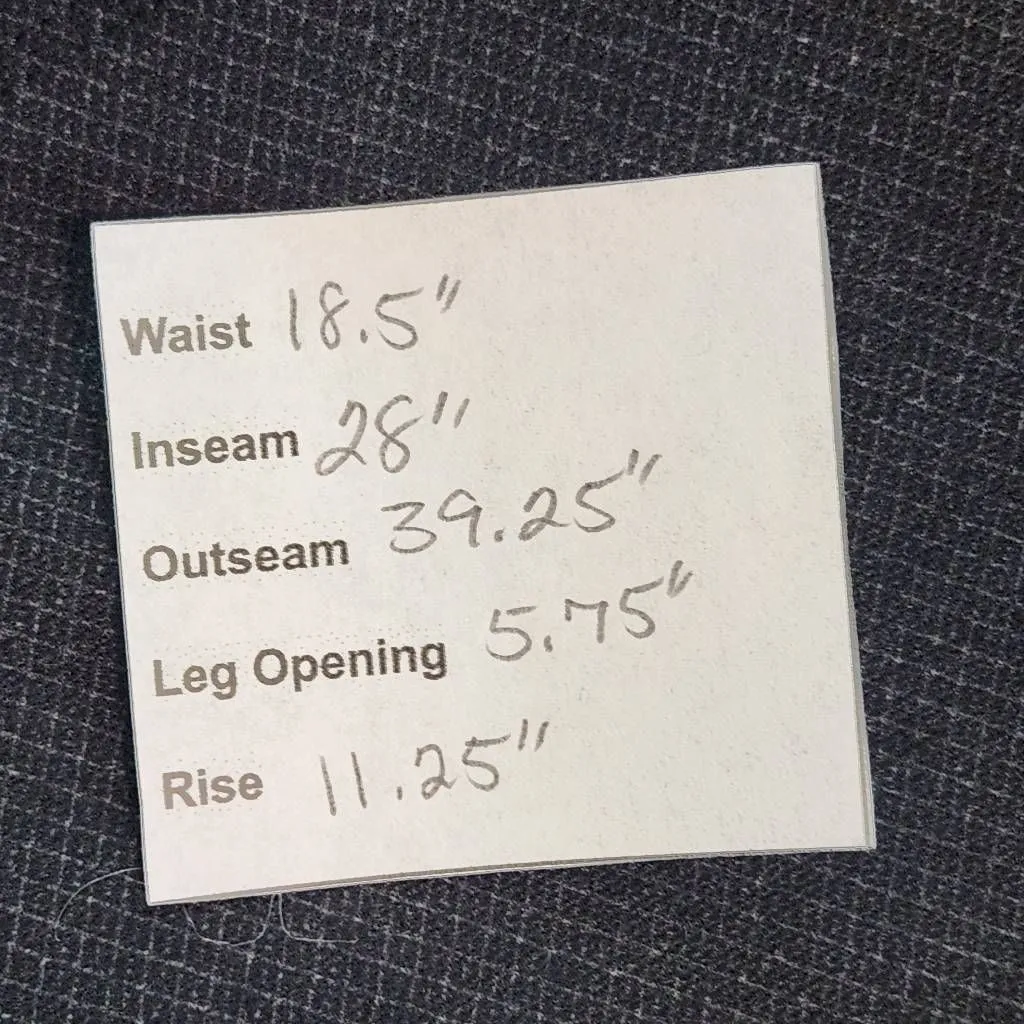 Waist 18.5"
Inseam 28"
Outseam 39.25"
Leg Opening 5.75"
Rise 11.25"